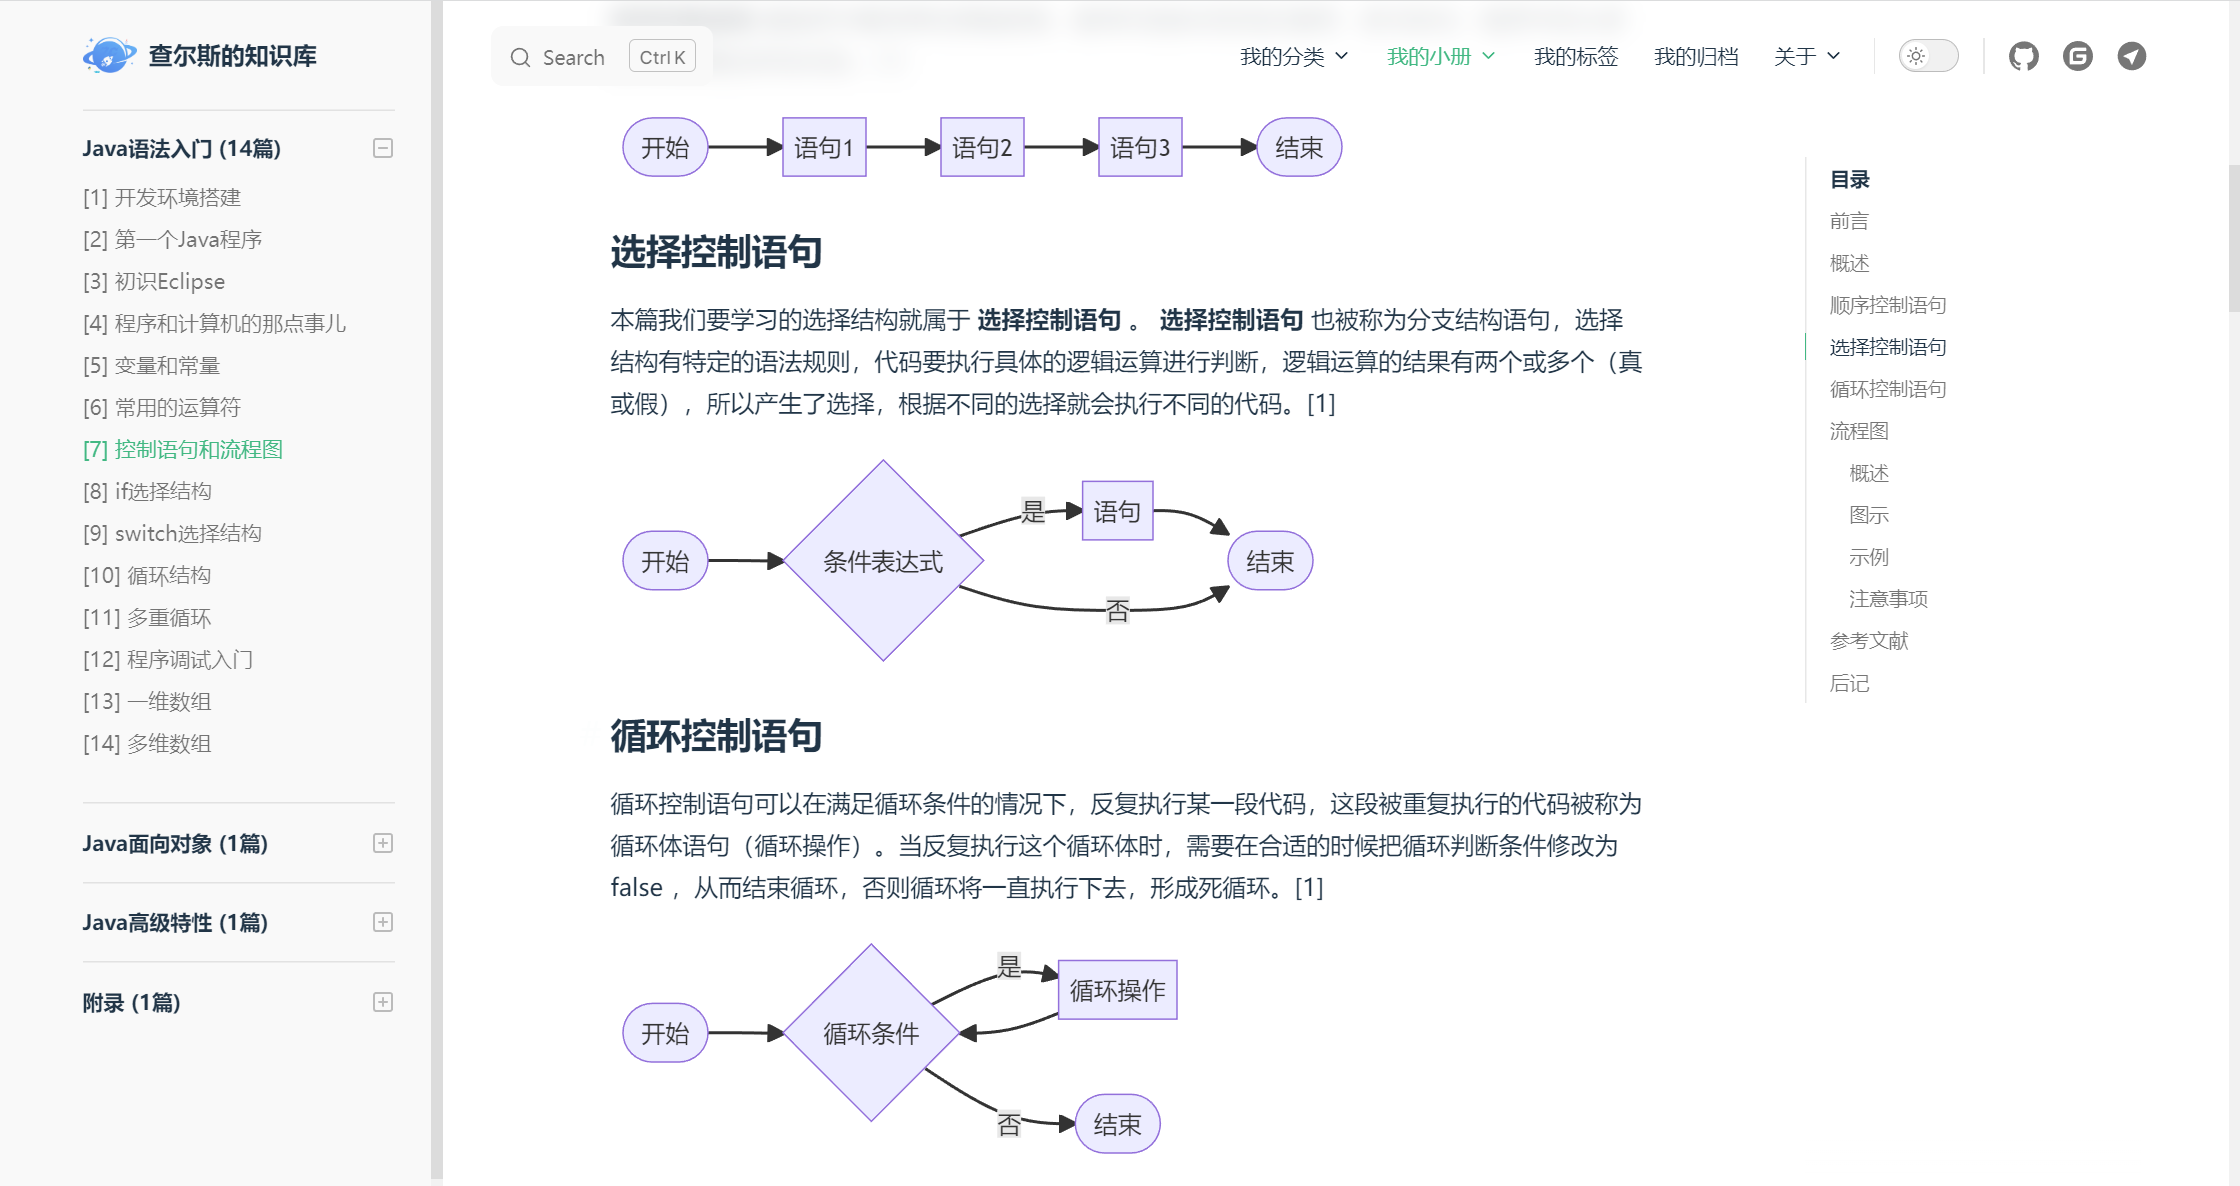 查尔斯的知识库
Search
Ctrl K
我的分类
我的小册
我的标签
我的归档
关于
Java语法入门 (14篇)
[1] 开发环境搭建
[2] 第一个Java程序
[3] 初识Eclipse
[4] 程序和计算机的那点事儿
[5] 变量和常量
[6] 常用的运算符
[7] 控制语句和流程图
[8] if选择结构
[9] switch选择结构
[10] 循环结构
[11] 多重循环
[12] 程序调试入门
[13] 一维数组
[14] 多维数组
Java面向对象 (1篇)
Java高级特性 (1篇)
附录 (1篇)
开始
语句1
语句2
语句3
结束
选择控制语句
本篇我们要学习的选择结构就属于 选择控制语句 。 选择控制语句 也被称为分支结构语句，选择
结构有特定的语法规则，代码要执行具体的逻辑运算进行判断，逻辑运算的结果有两个或多个（真
或假），所以产生了选择，根据不同的选择就会执行不同的代码。[1]
开始
条件表达式
是
语句
否
结束
循环控制语句
循环控制语句可以在满足循环条件的情况下，反复执行某一段代码，这段被重复执行的代码被称为
循环体语句（循环操作）。当反复执行这个循环体时，需要在合适的时候把循环判断条件修改为
false ，从而结束循环，否则循环将一直执行下去，形成死循环。[1]
开始
循环条件
是
循环操作
否
结束
目录
前言
概述
顺序控制语句
选择控制语句
循环控制语句
流程图
概述
图示
示例
注意事项
参考文献
后记